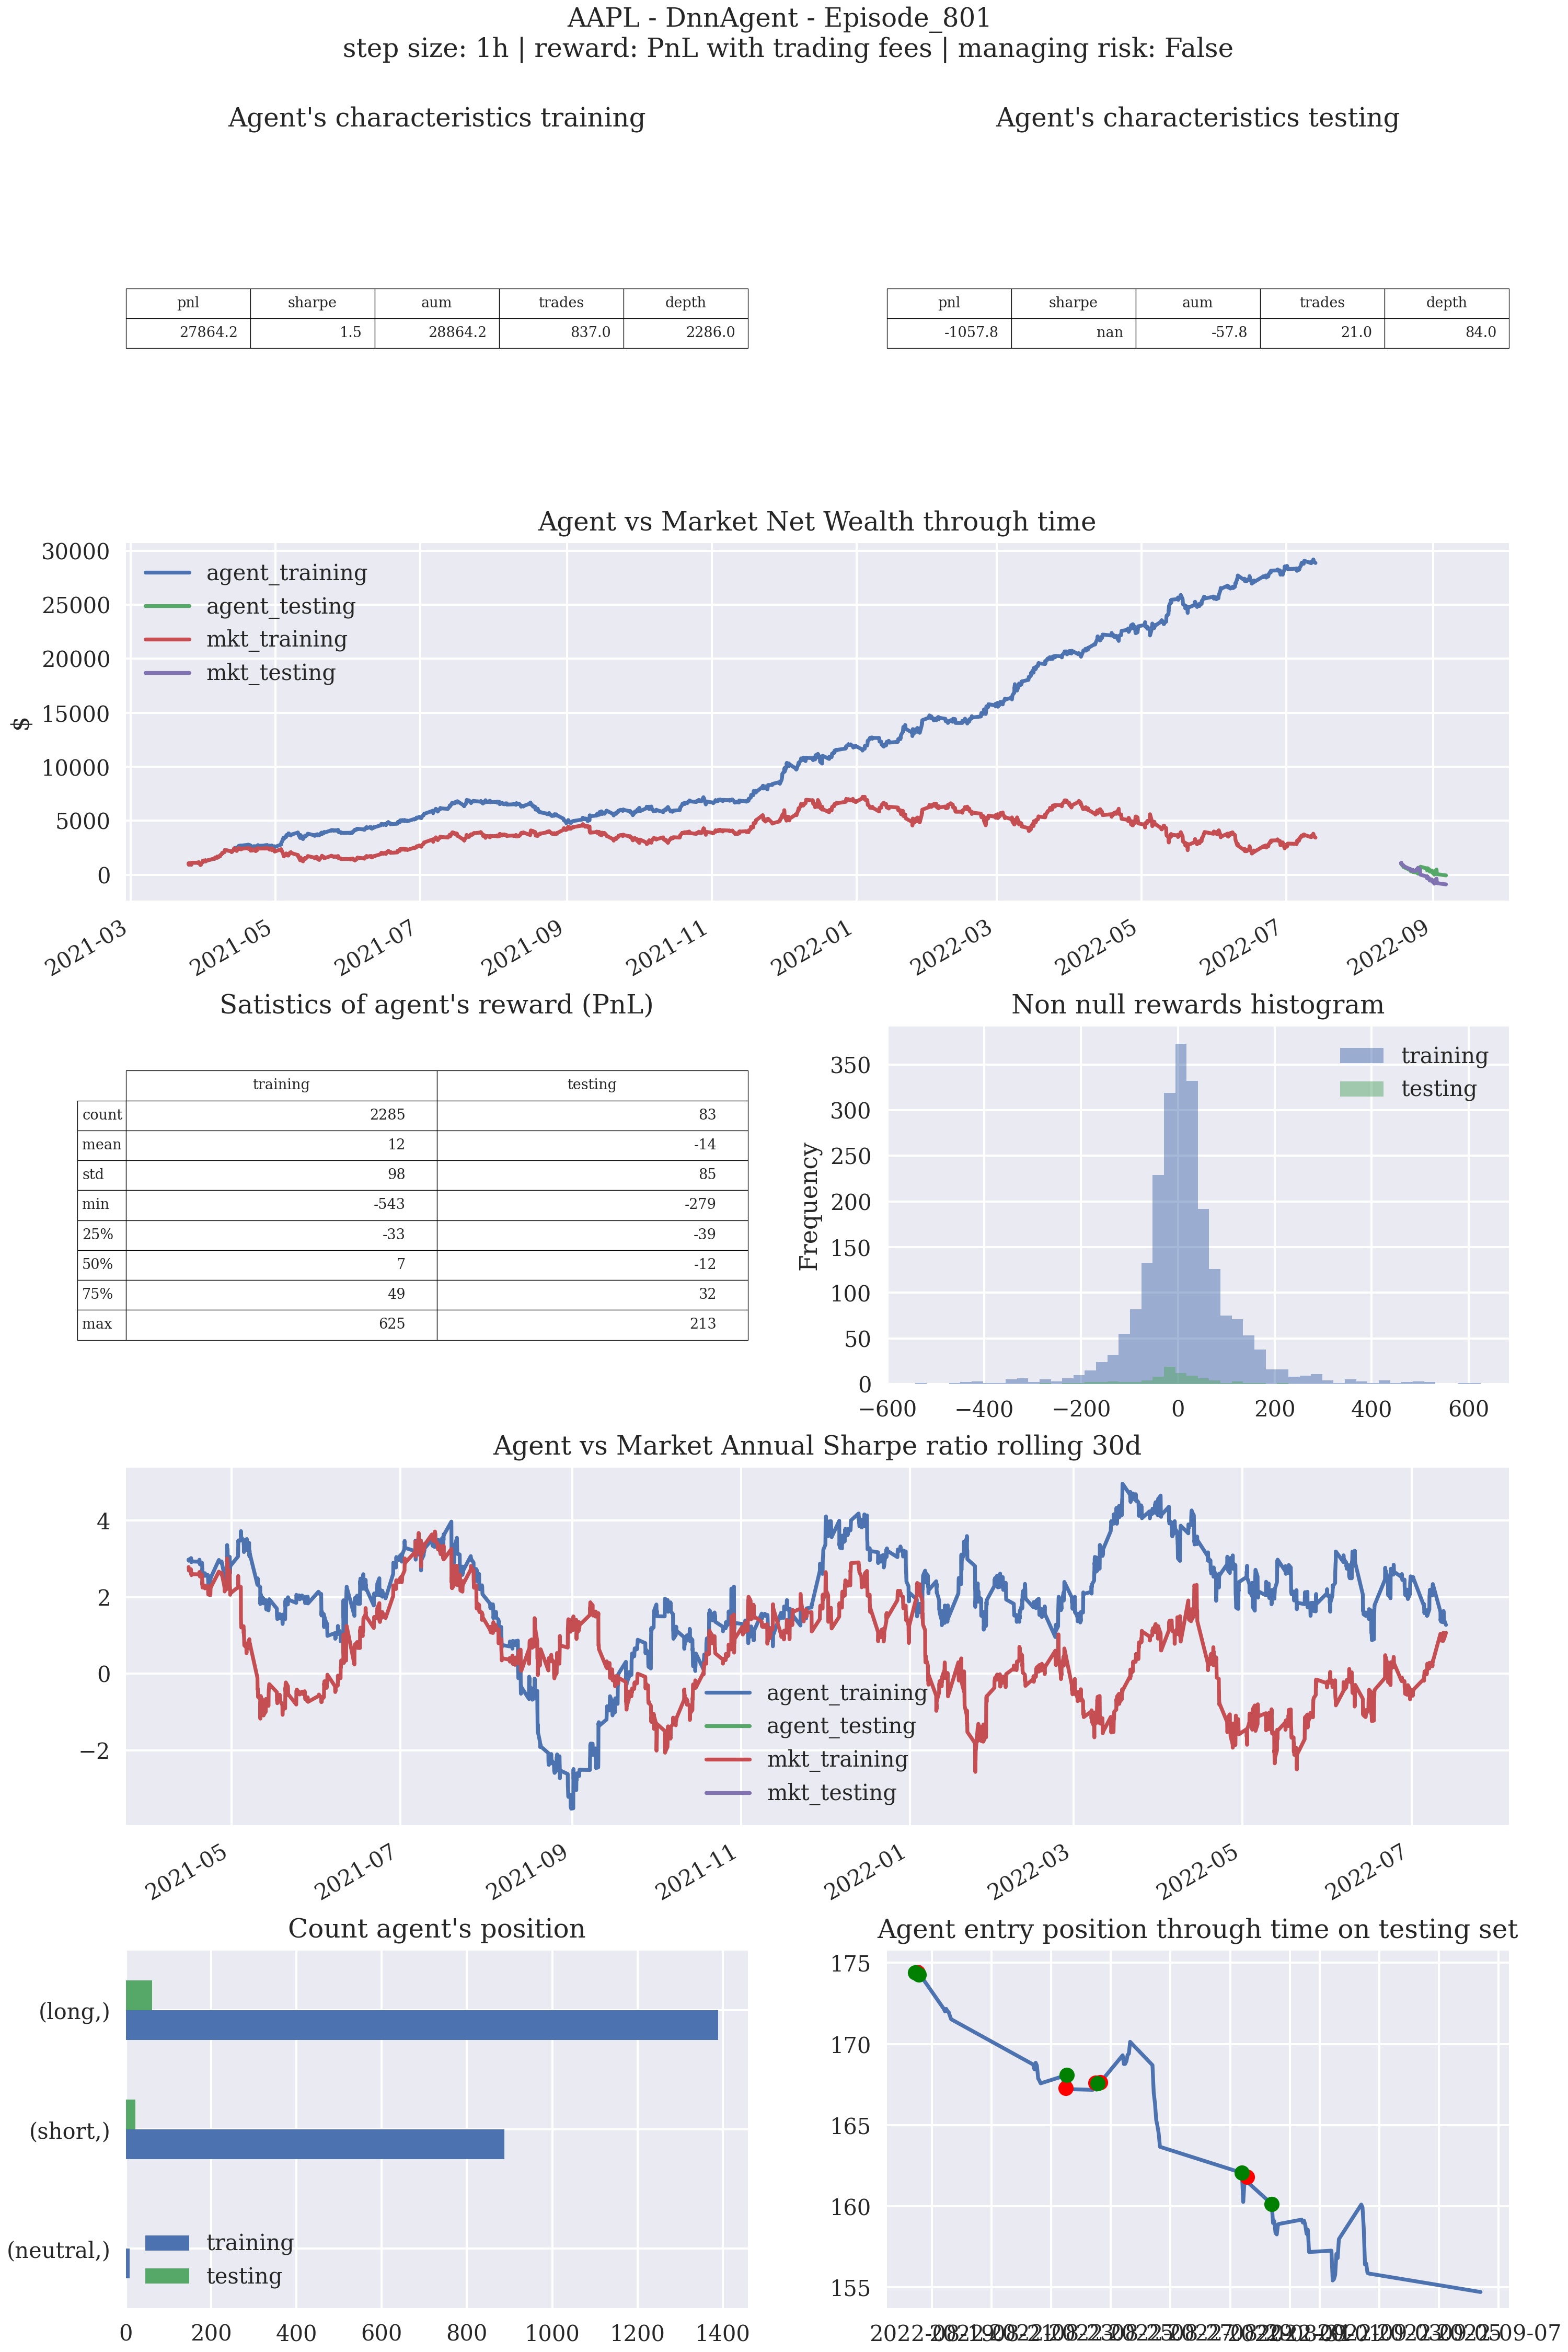 AAPL - DnnAgent - Episode_801
step size: 1h | reward: PnL with trading fees | managing risk: False
Agent's characteristics training
pnl sharpe aum trades depth
27864.2 1.5 28864.2 837.0 2286.0
Agent's characteristics testing
pnl sharpe aum trades depth
-1057.8 nan -57.8 21.0 84.0
Agent vs Market Net Wealth through time
$
30000
25000
20000
15000
10000
5000
0
agent_training
agent_testing
mkt_training
mkt_testing
2021-03 2021-05 2021-07 2021-09 2021-11 2022-01 2022-03 2022-05 2022-07 2022-09
Satistics of agent's reward (PnL)
training testing
count 2285 83
mean 12 -14
std 98 85
min -543 -279
25% -33 -39
50% 7 -12
75% 49 32
max 625 213
Non null rewards histogram
Frequency
350
300
250
200
150
100
50
0
training
testing
−600 −400 −200 0 200 400 600
Agent vs Market Annual Sharpe ratio rolling 30d
4
2
0
−2
agent_training
agent_testing
mkt_training
mkt_testing
2021-05 2021-07 2021-09 2021-11 2022-01 2022-03 2022-05 2022-07
Count agent's position
(long,)
(short,)
(neutral,)
training
testing
0 200 400 600 800 1000 1200 1400
Agent entry position through time on testing set
175
170
165
160
155